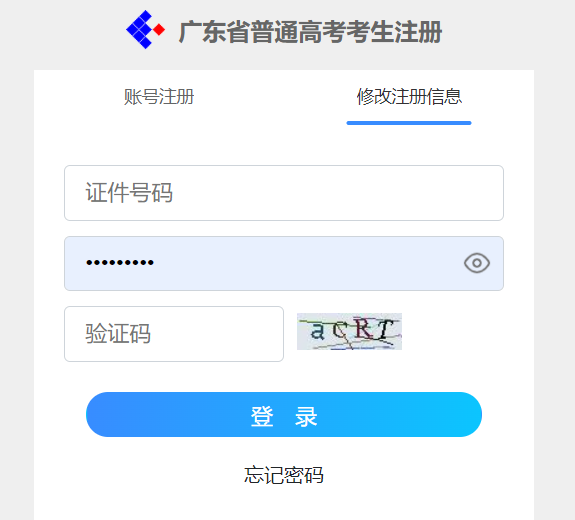 广东省普通高考考生注册
账号注册 修改注册信息
证件号码
•••••••••
验证码 aCRT
登 录
忘记密码